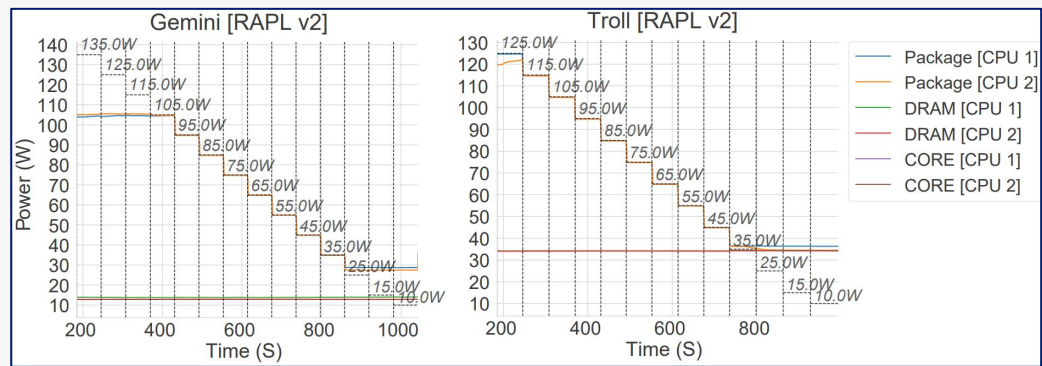 Gemini [RAPL v2]
Power (W)
140
130
120
110
100
90
80
70
60
50
40
30
20
10
135.0W
125.0W
115.0W
105.0W
95.0W
85.0W
75.0W
65.0W
55.0W
45.0W
35.0W
25.0W
15.0W
10.0W
200 400 600 800 1000
Time (S)
Troll [RAPL v2]
130
120
110
100
90
80
70
60
50
40
30
20
10
125.0W
115.0W
105.0W
95.0W
85.0W
75.0W
65.0W
55.0W
45.0W
35.0W
25.0W
15.0W
10.0W
200 400 600 800
Time (S)
Package [CPU 1]
Package [CPU 2]
DRAM [CPU 1]
DRAM [CPU 2]
CORE [CPU 1]
CORE [CPU 2]